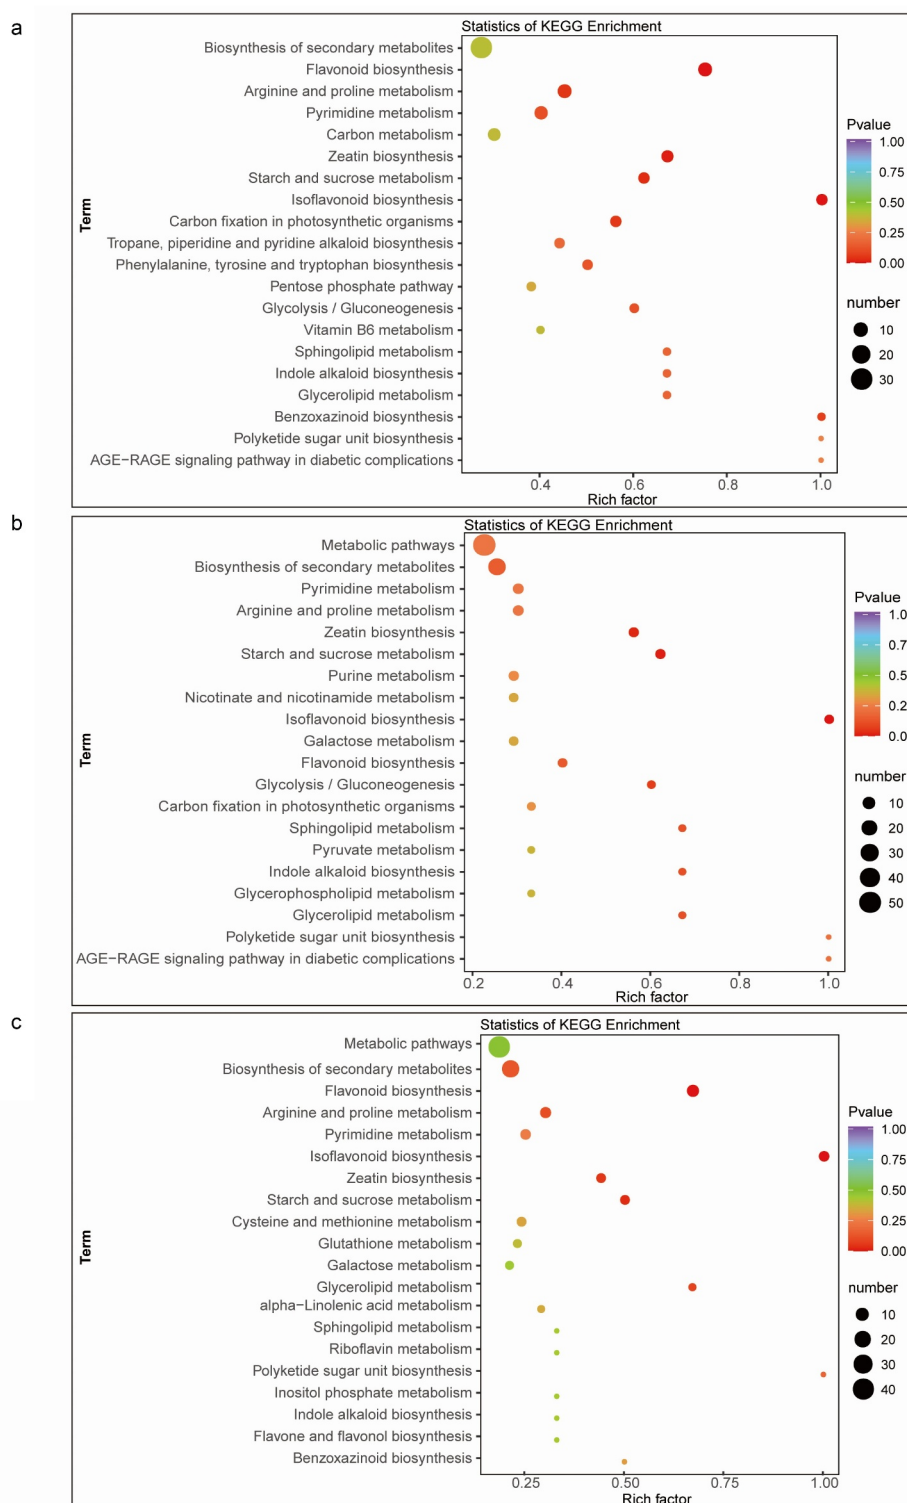 a
Statistics of KEGG Enrichment
Term
Biosynthesis of secondary metabolites
Flavonoid biosynthesis
Arginine and proline metabolism
Pyrimidine metabolism
Carbon metabolism
Zeatin biosynthesis
Starch and sucrose metabolism
Isoflavonoid biosynthesis
Carbon fixation in photosynthetic organisms
Tropane, piperidine and pyridine alkaloid biosynthesis
Phenylalanine, tyrosine and tryptophan biosynthesis
Pentose phosphate pathway
Glycolysis / Gluconeogenesis
Vitamin B6 metabolism
Sphingolipid metabolism
Indole alkaloid biosynthesis
Glycerolipid metabolism
Benzoxazinoid biosynthesis
Polyketide sugar unit biosynthesis
AGE−RAGE signaling pathway in diabetic complications
0.4 0.6 0.8 1.0
Rich factor
Pvalue
1.00
0.75
0.50
0.25
0.00
number
10
20
30
b
Statistics of KEGG Enrichment
Term
Metabolic pathways
Biosynthesis of secondary metabolites
Pyrimidine metabolism
Arginine and proline metabolism
Zeatin biosynthesis
Starch and sucrose metabolism
Purine metabolism
Nicotinate and nicotinamide metabolism
Isoflavonoid biosynthesis
Galactose metabolism
Flavonoid biosynthesis
Glycolysis / Gluconeogenesis
Carbon fixation in photosynthetic organisms
Sphingolipid metabolism
Pyruvate metabolism
Indole alkaloid biosynthesis
Glycerophospholipid metabolism
Glycerolipid metabolism
Polyketide sugar unit biosynthesis
AGE−RAGE signaling pathway in diabetic complications
0.2 0.4 0.6 0.8 1.0
Rich factor
Pvalue
1.0
0.7
0.5
0.2
0.0
number
10
20
30
40
50
c
Statistics of KEGG Enrichment
Term
Metabolic pathways
Biosynthesis of secondary metabolites
Flavonoid biosynthesis
Arginine and proline metabolism
Pyrimidine metabolism
Isoflavonoid biosynthesis
Zeatin biosynthesis
Starch and sucrose metabolism
Cysteine and methionine metabolism
Glutathione metabolism
Galactose metabolism
Glycerolipid metabolism
alpha−Linolenic acid metabolism
Sphingolipid metabolism
Riboflavin metabolism
Polyketide sugar unit biosynthesis
Inositol phosphate metabolism
Indole alkaloid biosynthesis
Flavone and flavonol biosynthesis
Benzoxazinoid biosynthesis
0.25 0.50 0.75 1.00
Rich factor
Pvalue
1.00
0.75
0.50
0.25
0.00
number
10
20
30
40